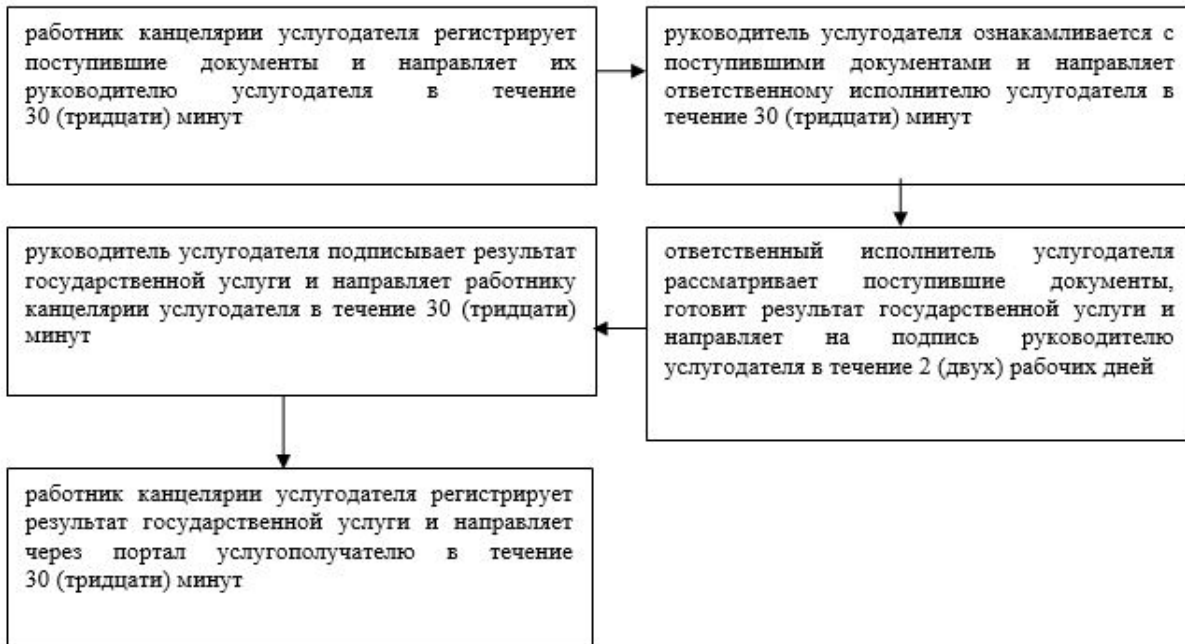 работник канцелярии услугодателя регистрирует
поступившие документы и направляет их
руководителю услугодателя в течение
30 (тридцати) минут
руководитель услугодателя ознакамливается с
поступившими документами и направляет
ответственному исполнителю услугодателя в
течение 30 (тридцати) минут
ответственный исполнитель услугодателя
рассматривает поступившие документы,
готовит результат государственной услуги и
направляет на подпись руководителю
услугодателя в течение 2 (двух) рабочих дней
руководитель услугодателя подписывает результат
государственной услуги и направляет работнику
канцелярии услугодателя в течение 30 (тридцати)
минут
работник канцелярии услугодателя регистрирует
результат государственной услуги и направляет
через портал услугополучателю в течение
30 (тридцати) минут